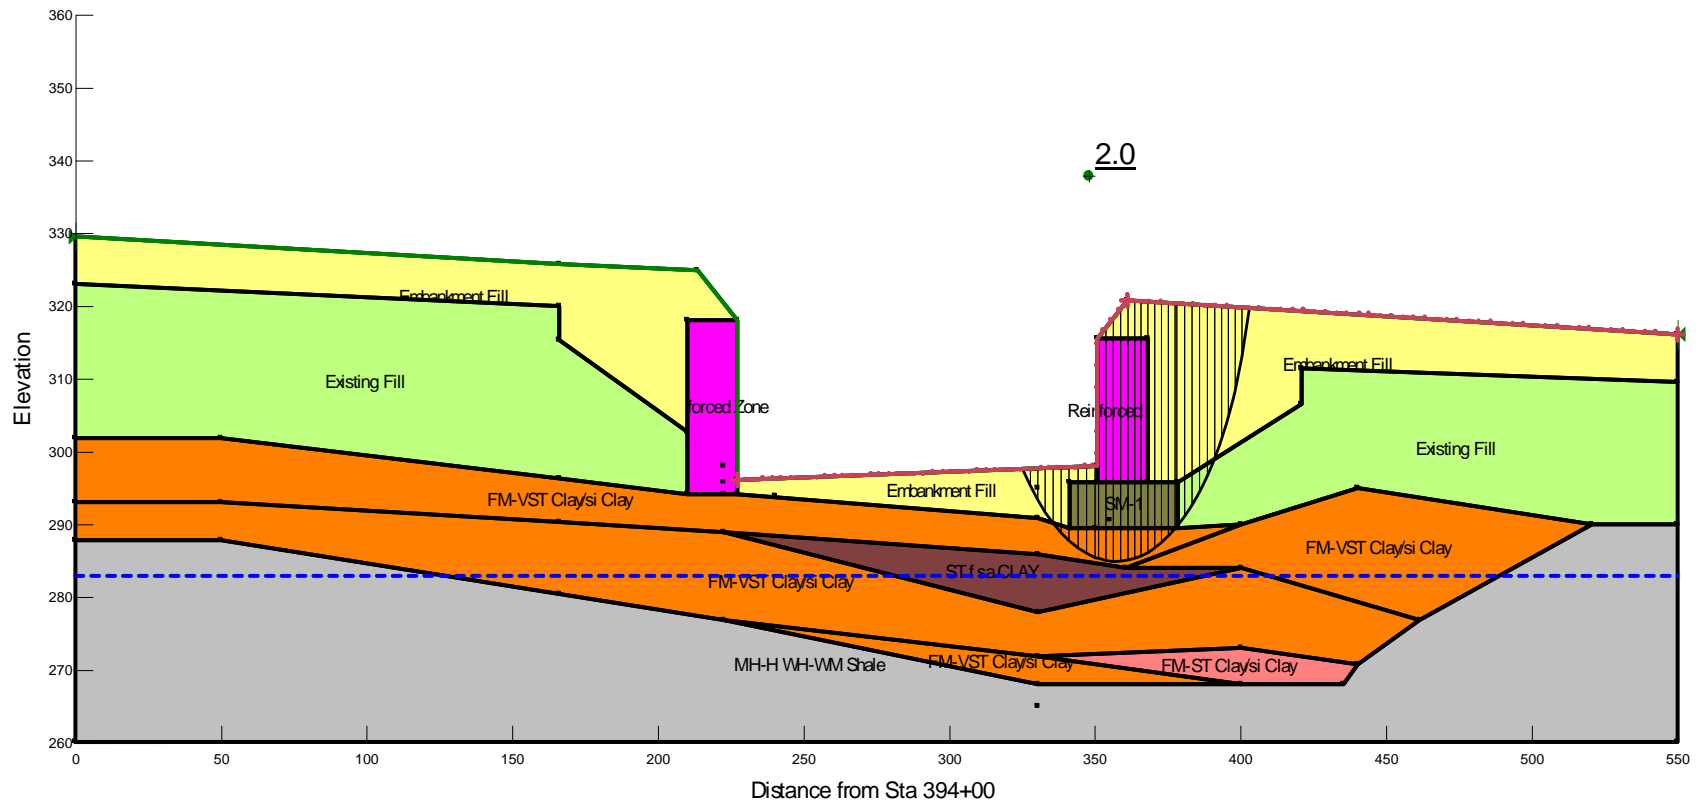 360
350
340
2.0
330
Embankment Fill
320
Embankment Fill
310
Existing Fill
forced Zone
Reinforced
Existing Fill
300
FM-VST Clay/si Clay
Embankment Fill
SM-1
290
FM-VST Clay/si Clay
ST f sa CLAY
FM-VST Clay/si Clay
280
MH-H WH-WM Shale
FM-VST Clay/si Clay
FM-ST Clay/si Clay
270
260
0 50 100 150 200 250 300 350 400 450 500 550
Elevation
Distance from Sta 394+00